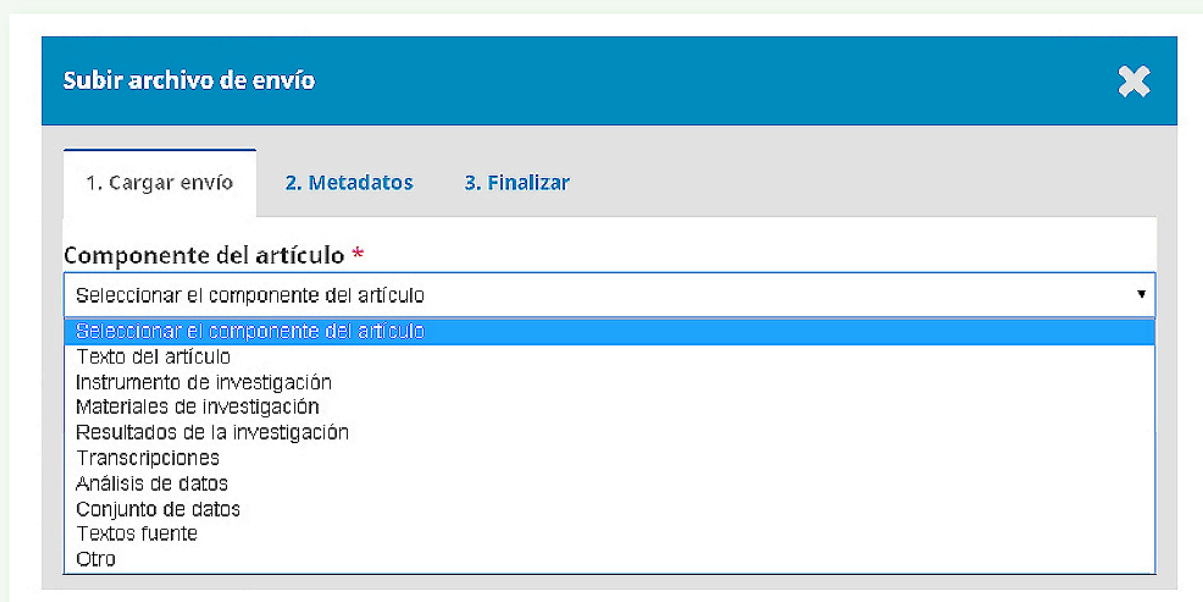 Subir archivo de envío
1. Cargar envío 2. Metadatos 3. Finalizar
Componente del artículo *
Seleccionar el componente del artículo
Seleccionar el componente del artículo
Texto del artículo
Instrumento de investigación
Materiales de investigación
Resultados de la investigación
Transcripciones
Análisis de datos
Conjunto de datos
Textos fuente
Otro